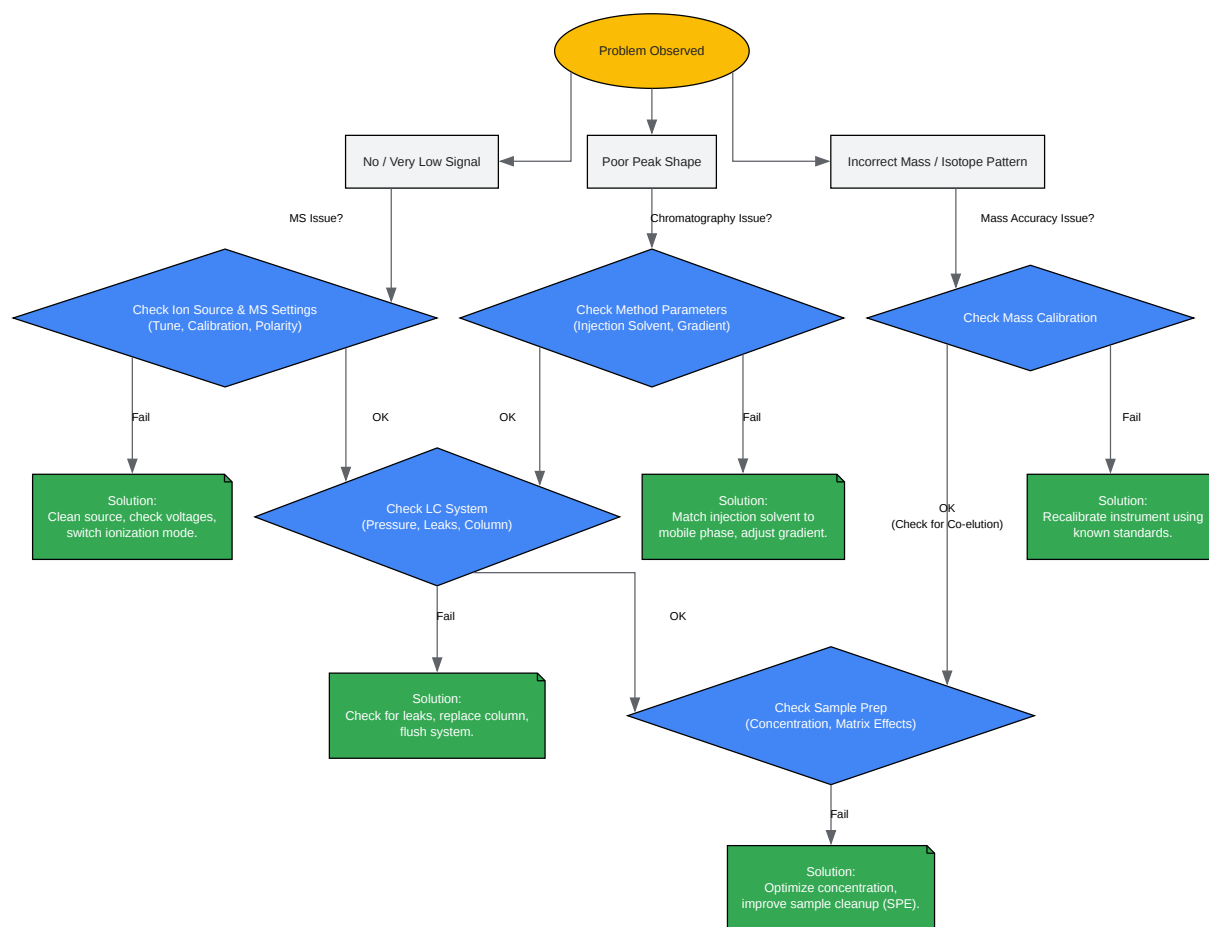 Problem Observed
No / Very Low Signal
Poor Peak Shape
Incorrect Mass / Isotope Pattern
MS Issue?
Chromatography Issue?
Mass Accuracy Issue?
Check Ion Source & MS Settings
(Tune, Calibration, Polarity)
Check Method Parameters
(Injection Solvent, Gradient)
Check Mass Calibration
Fail
OK
OK
Fail
Fail
Solution:
Clean source, check voltages,
switch ionization mode.
Check LC System
(Pressure, Leaks, Column)
Solution:
Match injection solvent to
mobile phase, adjust gradient.
OK
(Check for Co-elution)
Solution:
Recalibrate instrument using
known standards.
Fail
OK
Solution:
Check for leaks, replace column,
flush system.
Check Sample Prep
(Concentration, Matrix Effects)
Fail
Solution:
Optimize concentration,
improve sample cleanup (SPE).